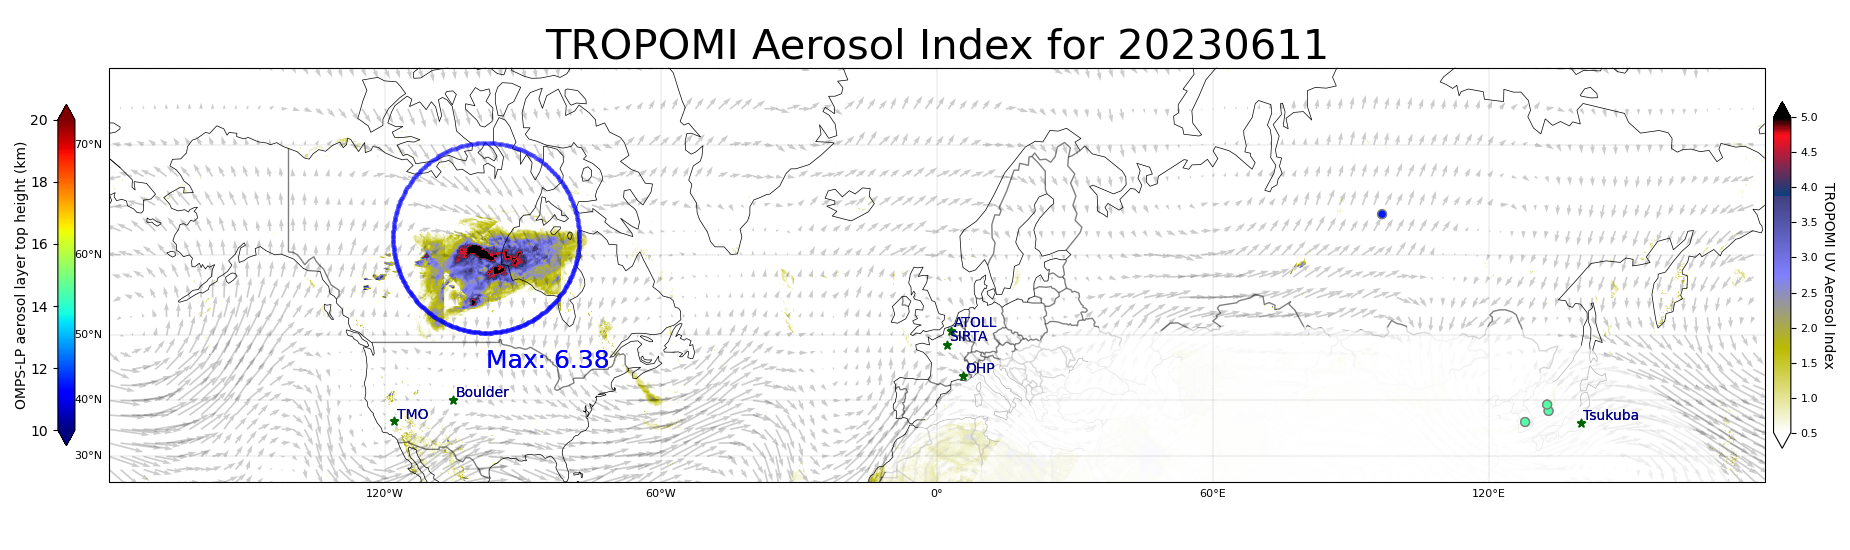 TROPOMI Aerosol Index for 20230611
OMPS-LP aerosol layer top height (km)
20
18
16
14
12
10
70°N
60°N
50°N
40°N
30°N
120°W
60°W
0°
60°E
120°E
Max: 6.38
Boulder
TMO
ATOLL
SIRTA
OHP
Tsukuba
5.0
4.5
4.0
3.5
3.0
2.5
2.0
1.5
1.0
0.5
TROPOMI UV Aerosol Index